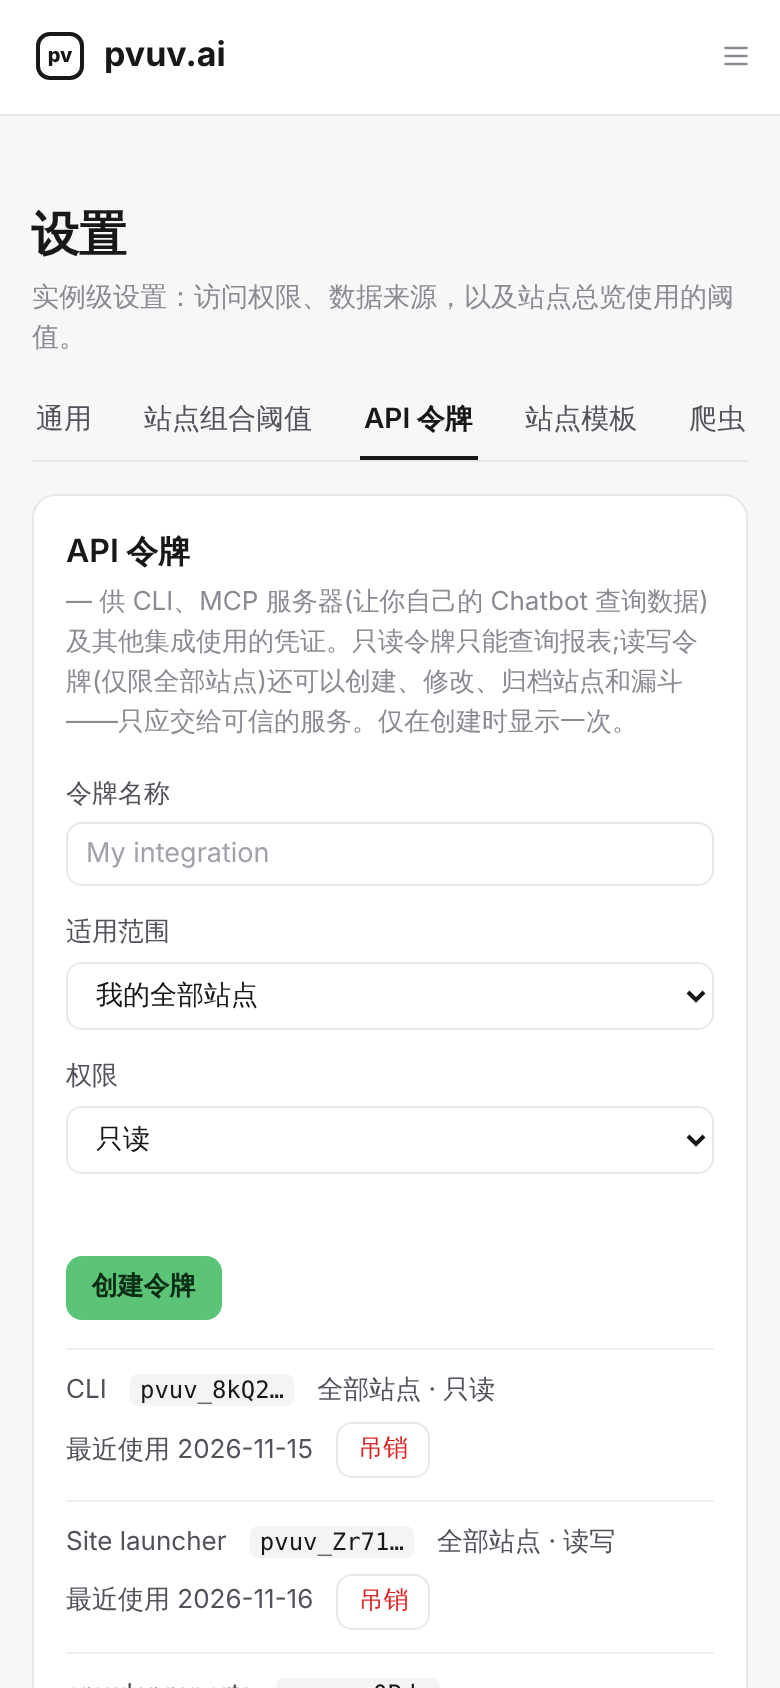 pv pvuv.ai
设置
实例级设置：访问权限、数据来源，以及站点总览使用的阈
值。
通用 站点组合阈值 API 令牌 站点模板 爬虫
API 令牌
— 供 CLI、MCP 服务器(让你自己的 Chatbot 查询数据)
及其他集成使用的凭证。只读令牌只能查询报表;读写令
牌(仅限全部站点)还可以创建、修改、归档站点和漏斗
——只应交给可信的服务。仅在创建时显示一次。
令牌名称
My integration
适用范围
我的全部站点
权限
只读
创建令牌
CLI pvuv_8kQ2… 全部站点 · 只读
最近使用 2026-11-15 吊销
Site launcher pvuv_Zr71… 全部站点 · 读写
最近使用 2026-11-16 吊销